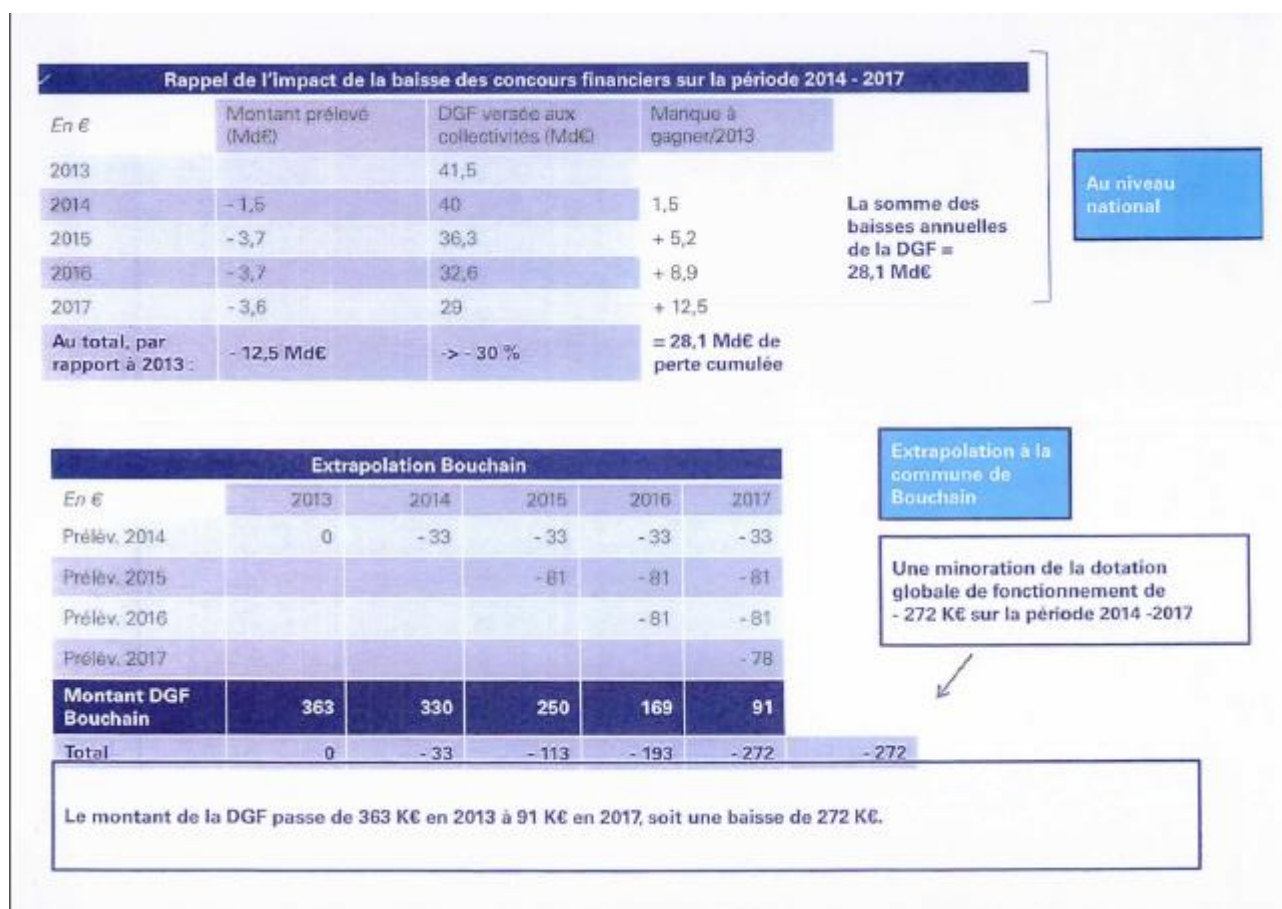 Rappel de l'impact de la baisse des concours financiers sur la période 2014 - 2017
En € Montant prélevé (Md€) DGF versée aux collectivités (Md€) Manque à gagner/2013
2013 41,5
2014 - 1,5 40 1,5
2015 - 3,7 36,3 + 5,2
2016 - 3,7 32,6 + 8,9
2017 - 3,6 29 + 12,5
Au total, par rapport à 2013 : - 12,5 Md€ -> - 30 % = 28,1 Md€ de perte cumulée
La somme des
baisses annuelles
de la DGF =
28,1 Md€
Au niveau
national
Extrapolation Bouchain
En € 2013 2014 2015 2016 2017
Prélèv. 2014 0 - 33 - 33 - 33 - 33
Prélèv. 2015 - 81 - 81 - 81
Prélèv. 2016 - 81 - 81
Prélèv. 2017 - 78
Montant DGF Bouchain 363 330 250 169 91
Total 0 - 33 - 113 - 193 - 272 - 272
Extrapolation à la
commune de
Bouchain
Une minoration de la dotation
globale de fonctionnement de
- 272 K€ sur la période 2014 -2017
Le montant de la DGF passe de 363 K€ en 2013 à 91 K€ en 2017, soit une baisse de 272 K€.